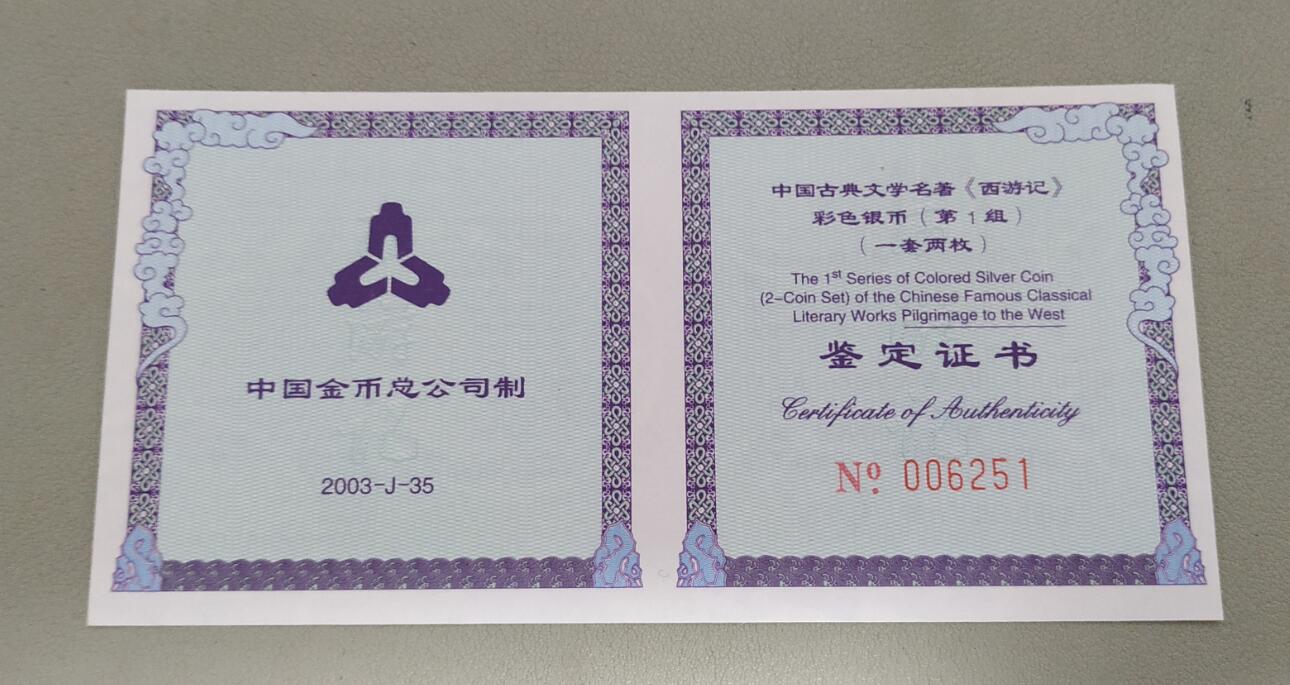 中国金币总公司制
2003-J-35
中国古典文学名著《西游记》
彩色银币（第1组）
（一套两枚）
The 1st Series of Colored Silver Coin
(2-Coin Set) of the Chinese Famous Classical
Literary Works Pilgrimage to the West
鉴定证书
Certificate of Authenticity
Nº 006251